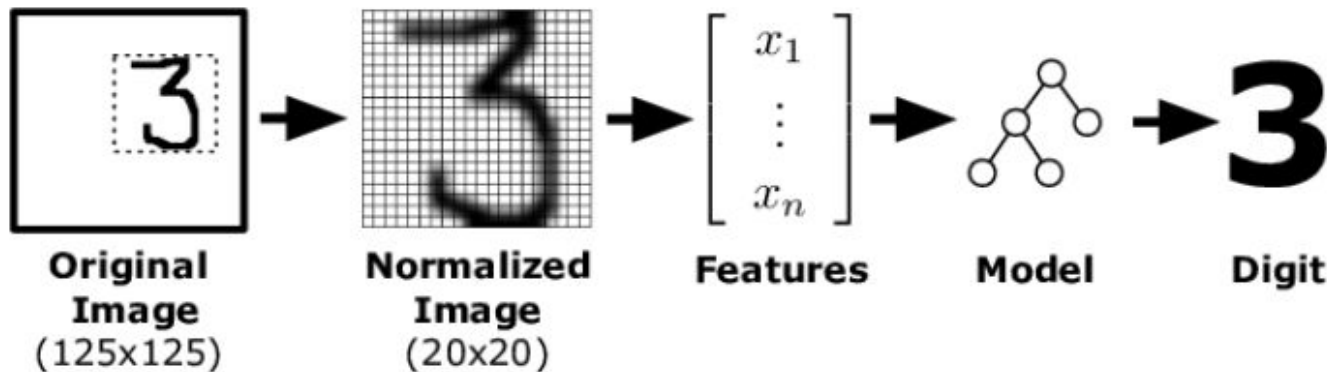 3
3
x₁
⋮
xₙ
3
Original Image
(125x125)
Normalized Image
(20x20)
Features
Model
Digit